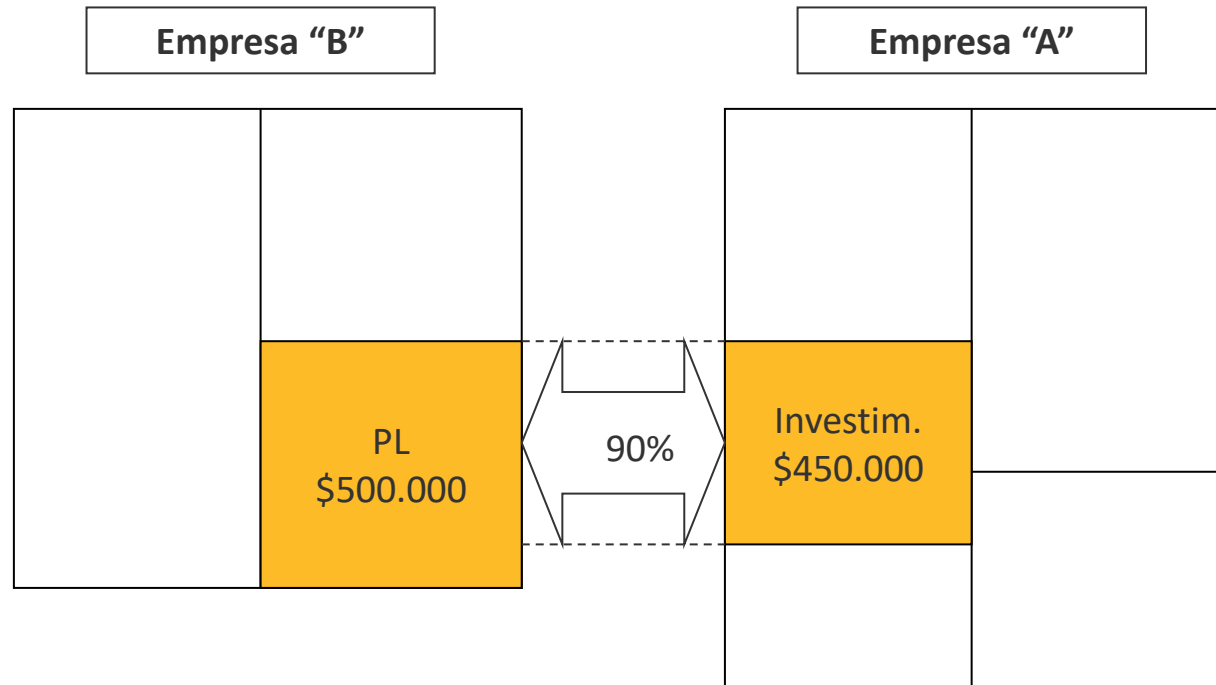 Empresa “B”
Empresa “A”
PL
$500.000
90%
Investim.
$450.000